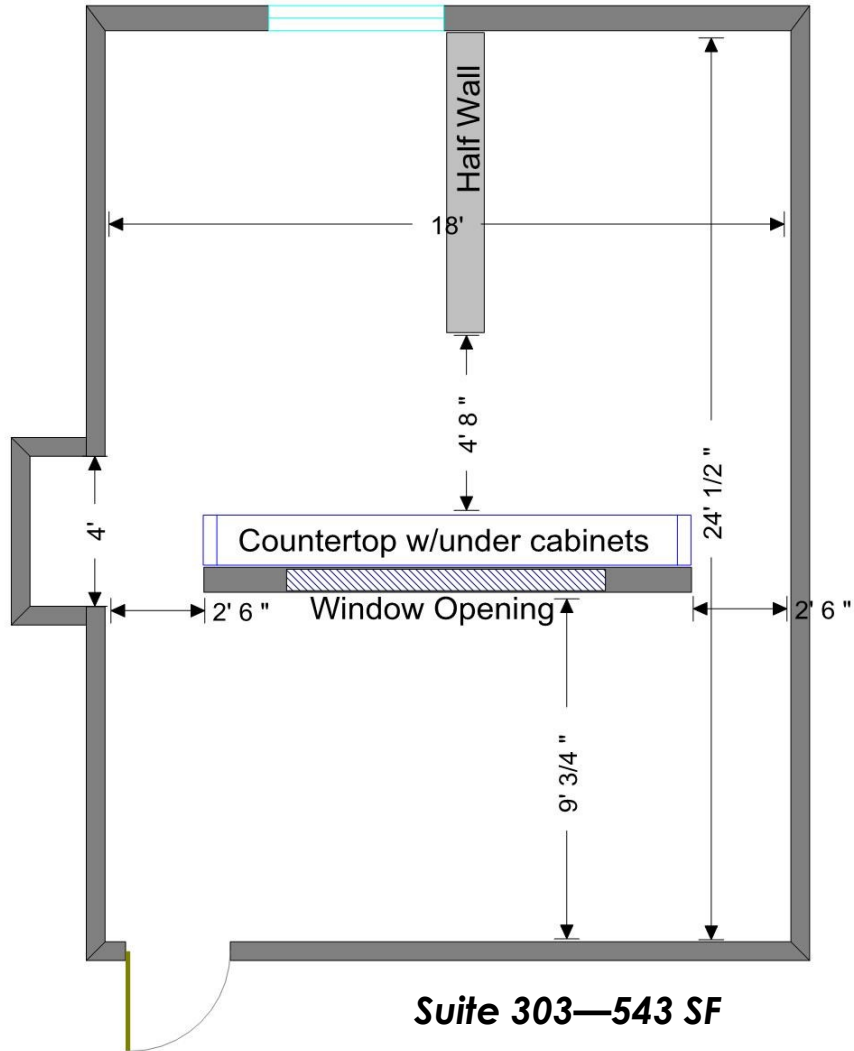 Half Wall
18'
4' 8 "
24' 1/2 "
4'
Countertop w/under cabinets
2' 6 "
Window Opening
2' 6 "
9' 3/4 "
Suite 303—543 SF